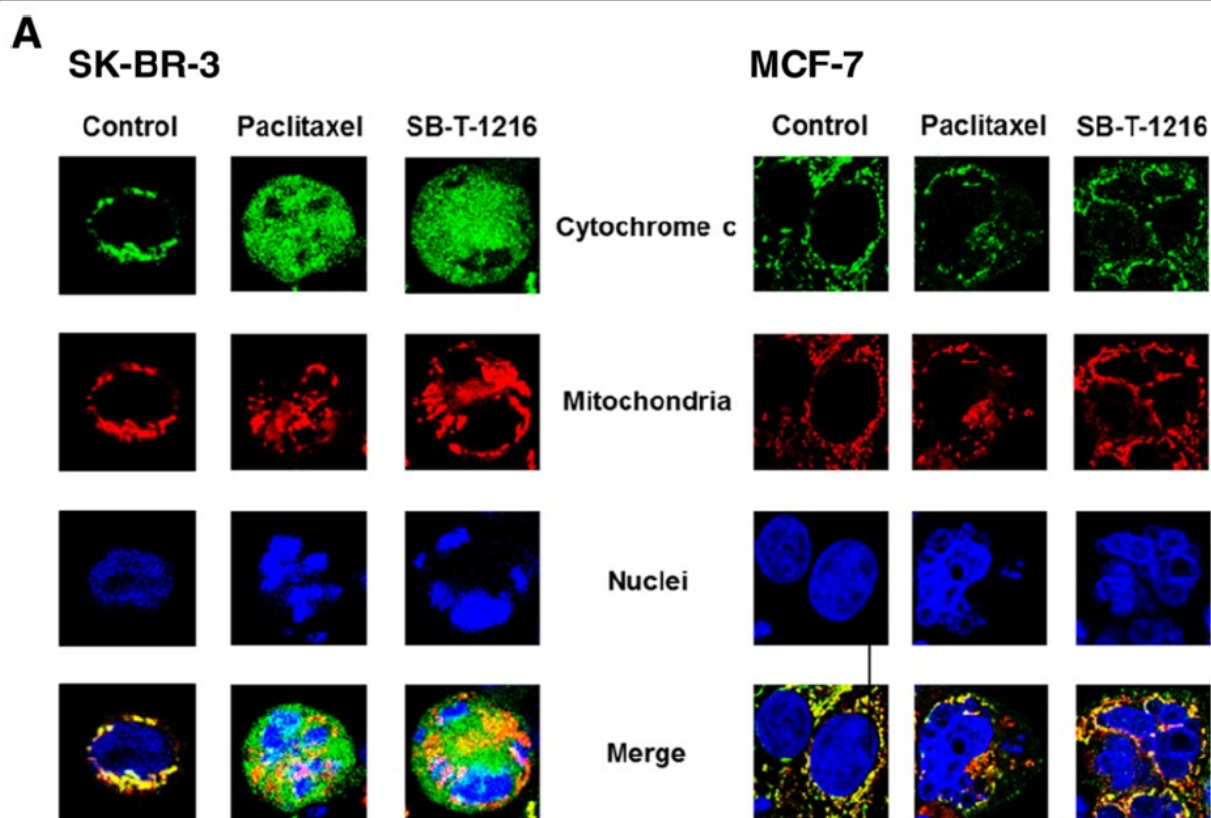 A
SK-BR-3
MCF-7
Control Paclitaxel SB-T-1216
Control Paclitaxel SB-T-1216
Cytochrome c
Mitochondria
Nuclei
Merge